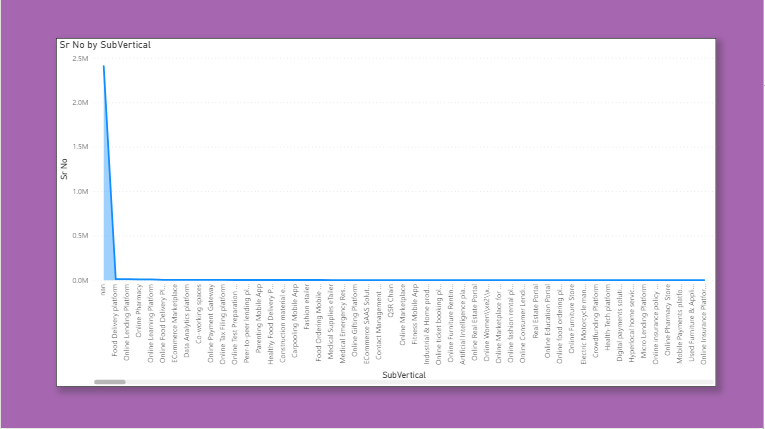 Sr No by SubVertical
2.5M
2.0M
1.5M
1.0M
0.5M
0.0M
Sr No
nan
Food Delivery platform
Online Lending Platform
Online Pharmacy
Online Learning Platform
Online Food Delivery Pl...
ECommerce Marketplace
Data Analytics platform
Co-working spaces
Online Payment Gateway
Online Tax Filing platform
Online Test Preparation...
Peer-to-peer lending pl...
Parenting Mobile App
Healthy Food Delivery P...
Construction material e...
Carpooling Mobile App
Fashion eTailer
Food Ordering Mobile ...
Medical Supplies eTailer
Medical Emergency Res...
Online Gifting Platform
ECommerce SAAS Solut...
Contact Management ...
QSR Chain
Online Marketplace
Fitness Mobile App
Industrial & Home prod...
Online ticket booking pl...
Online Furniture Rentin...
Artificial Intelligence pla...
Online Real Estate Portal
Online Women\\xe2\\x...
Online Marketplace for...
Online fashion rental pl...
Online Consumer Lendi...
Real Estate Portal
Online Education Portal
Online food ordering pl...
Online Furniture Store
Electric Motorcycle man...
Crowdfunding Platform
Health-Tech platform
Digital payments soluti...
Hyperlocal home servic...
Micro Lending Platform
Online insurance policy ...
Online Pharmacy Store
Mobile Payments platfo...
Used Furniture & Appl...
Online Insurance Platfor...
SubVertical